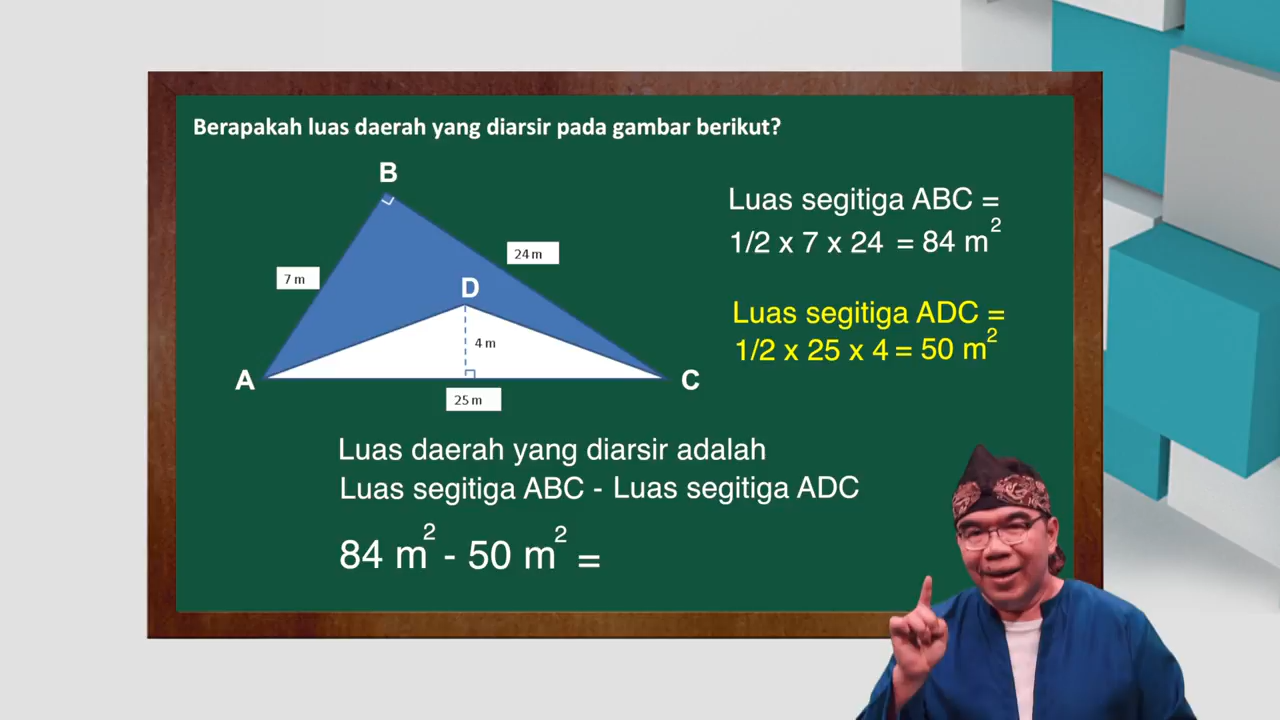 Berapakah luas daerah yang diarsir pada gambar berikut?
B
7 m
24 m
D
4 m
A
C
25 m
Luas segitiga ABC =
1/2 x 7 x 24 = 84 m²
Luas segitiga ADC =
1/2 x 25 x 4 = 50 m²
Luas daerah yang diarsir adalah
Luas segitiga ABC - Luas segitiga ADC
84 m² - 50 m² =